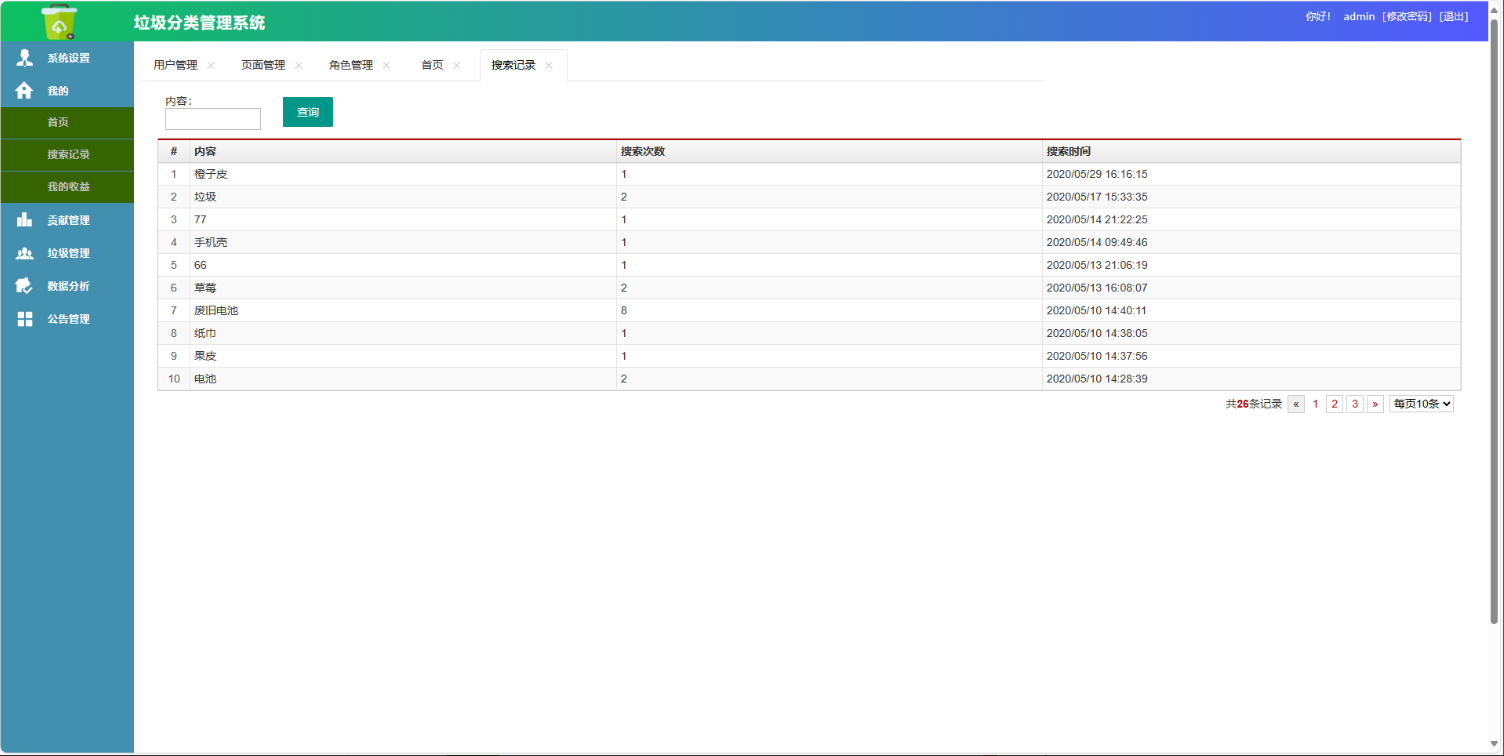 垃圾分类管理系统
你好! admin [修改密码] [退出]
系统设置
我的
首页
搜索记录
我的收益
贡献管理
垃圾管理
数据分析
公告管理
用户管理 × 页面管理 × 角色管理 × 首页 × 搜索记录 ×
内容:
查询
# 内容 搜索次数 搜索时间
1 橙子皮 1 2020/05/29 16:16:15
2 垃圾 2 2020/05/17 15:33:35
3 77 1 2020/05/14 21:22:25
4 手机壳 1 2020/05/14 09:49:46
5 66 1 2020/05/13 21:06:19
6 草莓 2 2020/05/13 16:08:07
7 废旧电池 8 2020/05/10 14:40:11
8 纸巾 1 2020/05/10 14:38:05
9 果皮 1 2020/05/10 14:37:56
10 电池 2 2020/05/10 14:28:39
共26条记录 « 1 2 3 » 每页10条